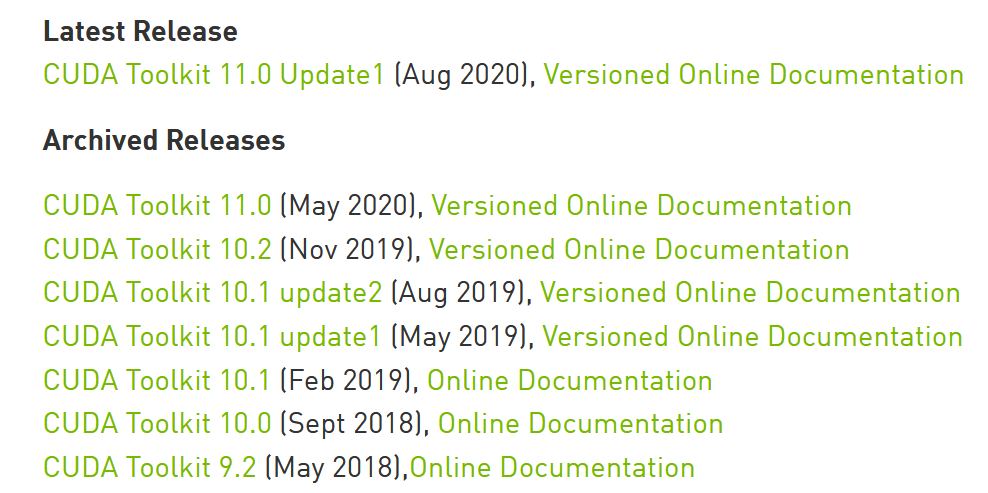 Latest Release
CUDA Toolkit 11.0 Update1 (Aug 2020), Versioned Online Documentation
Archived Releases
CUDA Toolkit 11.0 (May 2020), Versioned Online Documentation
CUDA Toolkit 10.2 (Nov 2019), Versioned Online Documentation
CUDA Toolkit 10.1 update2 (Aug 2019), Versioned Online Documentation
CUDA Toolkit 10.1 update1 (May 2019), Versioned Online Documentation
CUDA Toolkit 10.1 (Feb 2019), Online Documentation
CUDA Toolkit 10.0 (Sept 2018), Online Documentation
CUDA Toolkit 9.2 (May 2018),Online Documentation